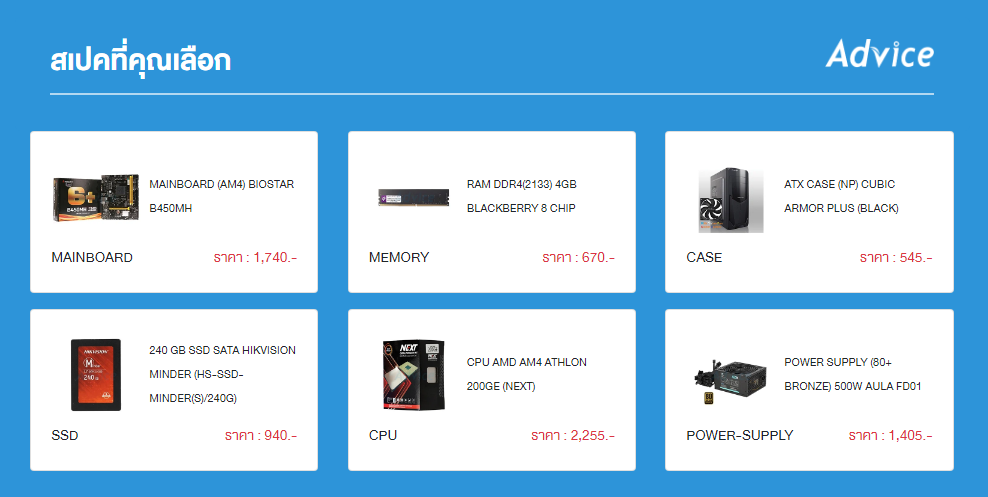 สเปคที่คุณเลือก
Advice
MAINBOARD (AM4) BIOSTAR
B450MH
MAINBOARD
ราคา : 1,740.-
RAM DDR4(2133) 4GB
BLACKBERRY 8 CHIP
MEMORY
ราคา : 670.-
ATX CASE (NP) CUBIC
ARMOR PLUS (BLACK)
CASE
ราคา : 545.-
HIKVISION
240
240 GB SSD SATA HIKVISION
MINDER (HS-SSD-
MINDER(S)/240G)
SSD
ราคา : 940.-
NEXT
CPU AMD AM4 ATHLON
200GE (NEXT)
CPU
ราคา : 2,255.-
POWER SUPPLY (80+
BRONZE) 500W AULA FD01
POWER-SUPPLY
ราคา : 1,405.-